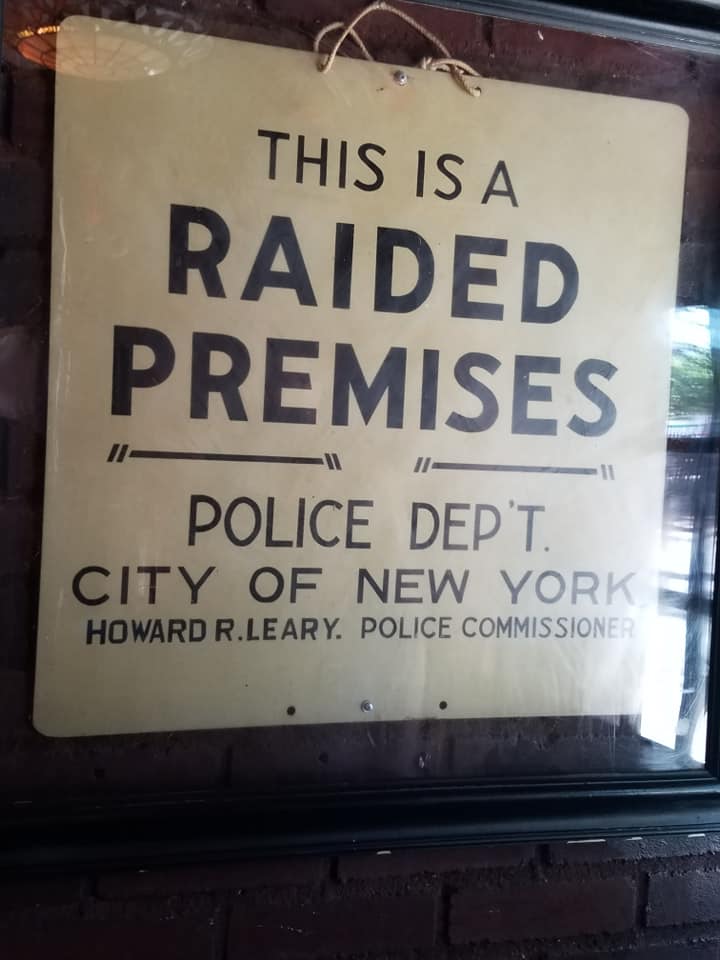 THIS IS A
RAIDED
PREMISES
POLICE DEP'T.
CITY OF NEW YORK
HOWARD R. LEARY. POLICE COMMISSIONER